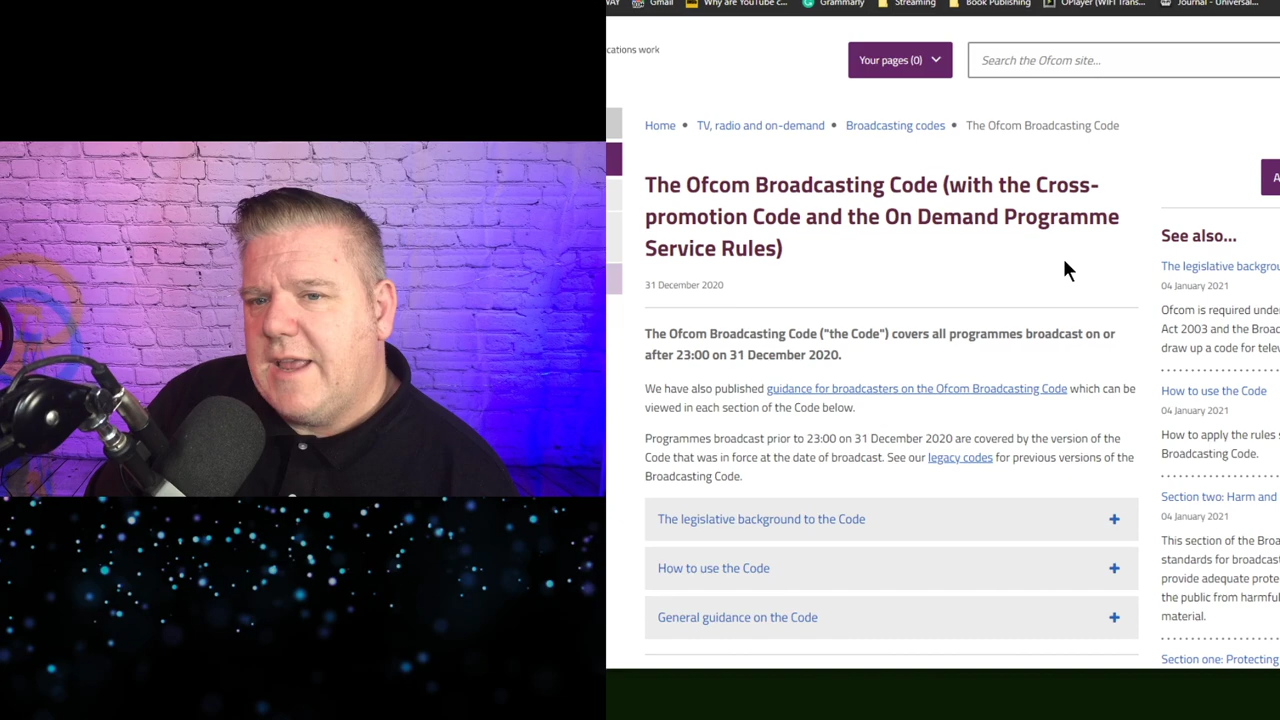 WAY Gmail Why are YouTube c... Grammarly Streaming Book Publishing OPlayer (WIFI Trans... Journal - Universal...
cations work
Your pages (0)
Search the Ofcom site...
Home • TV, radio and on-demand • Broadcasting codes • The Ofcom Broadcasting Code
The Ofcom Broadcasting Code (with the Cross-
promotion Code and the On Demand Programme
Service Rules)
31 December 2020
The Ofcom Broadcasting Code ("the Code") covers all programmes broadcast on or
after 23:00 on 31 December 2020.
We have also published guidance for broadcasters on the Ofcom Broadcasting Code which can be
viewed in each section of the Code below.
Programmes broadcast prior to 23:00 on 31 December 2020 are covered by the version of the
Code that was in force at the date of broadcast. See our legacy codes for previous versions of the
Broadcasting Code.
The legislative background to the Code +
How to use the Code +
General guidance on the Code +
A
See also...
The legislative backgrou
04 January 2021
Ofcom is required unde
Act 2003 and the Broad
draw up a code for telev
How to use the Code
04 January 2021
How to apply the rules s
Broadcasting Code.
Section two: Harm and
04 January 2021
This section of the Broa
standards for broadcast
provide adequate prote
the public from harmfu
material.
Section one: Protecting